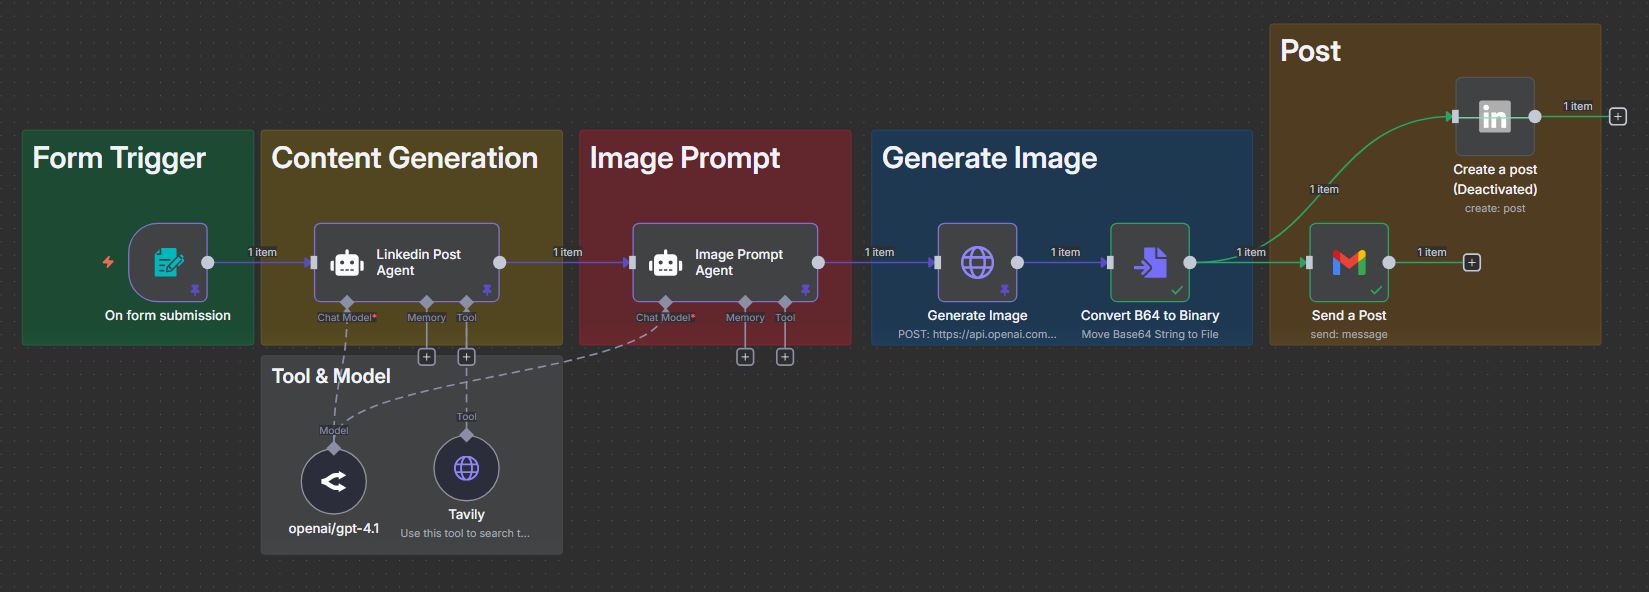 Post
in
1 item
Create a post
(Deactivated)
create: post
Form Trigger
Content Generation
Image Prompt
Generate Image
1 item
On form submission
1 item
Linkedin Post
Agent
Chat Model*
Memory
Tool
1 item
Image Prompt
Agent
Chat Model*
Memory
Tool
1 item
Generate Image
POST: https://api.openai.com...
1 item
Convert B64 to Binary
Move Base64 String to File
1 item
Send a Post
send: message
1 item
Tool & Model
Model
openai/gpt-4.1
Tool
Tavily
Use this tool to search t...